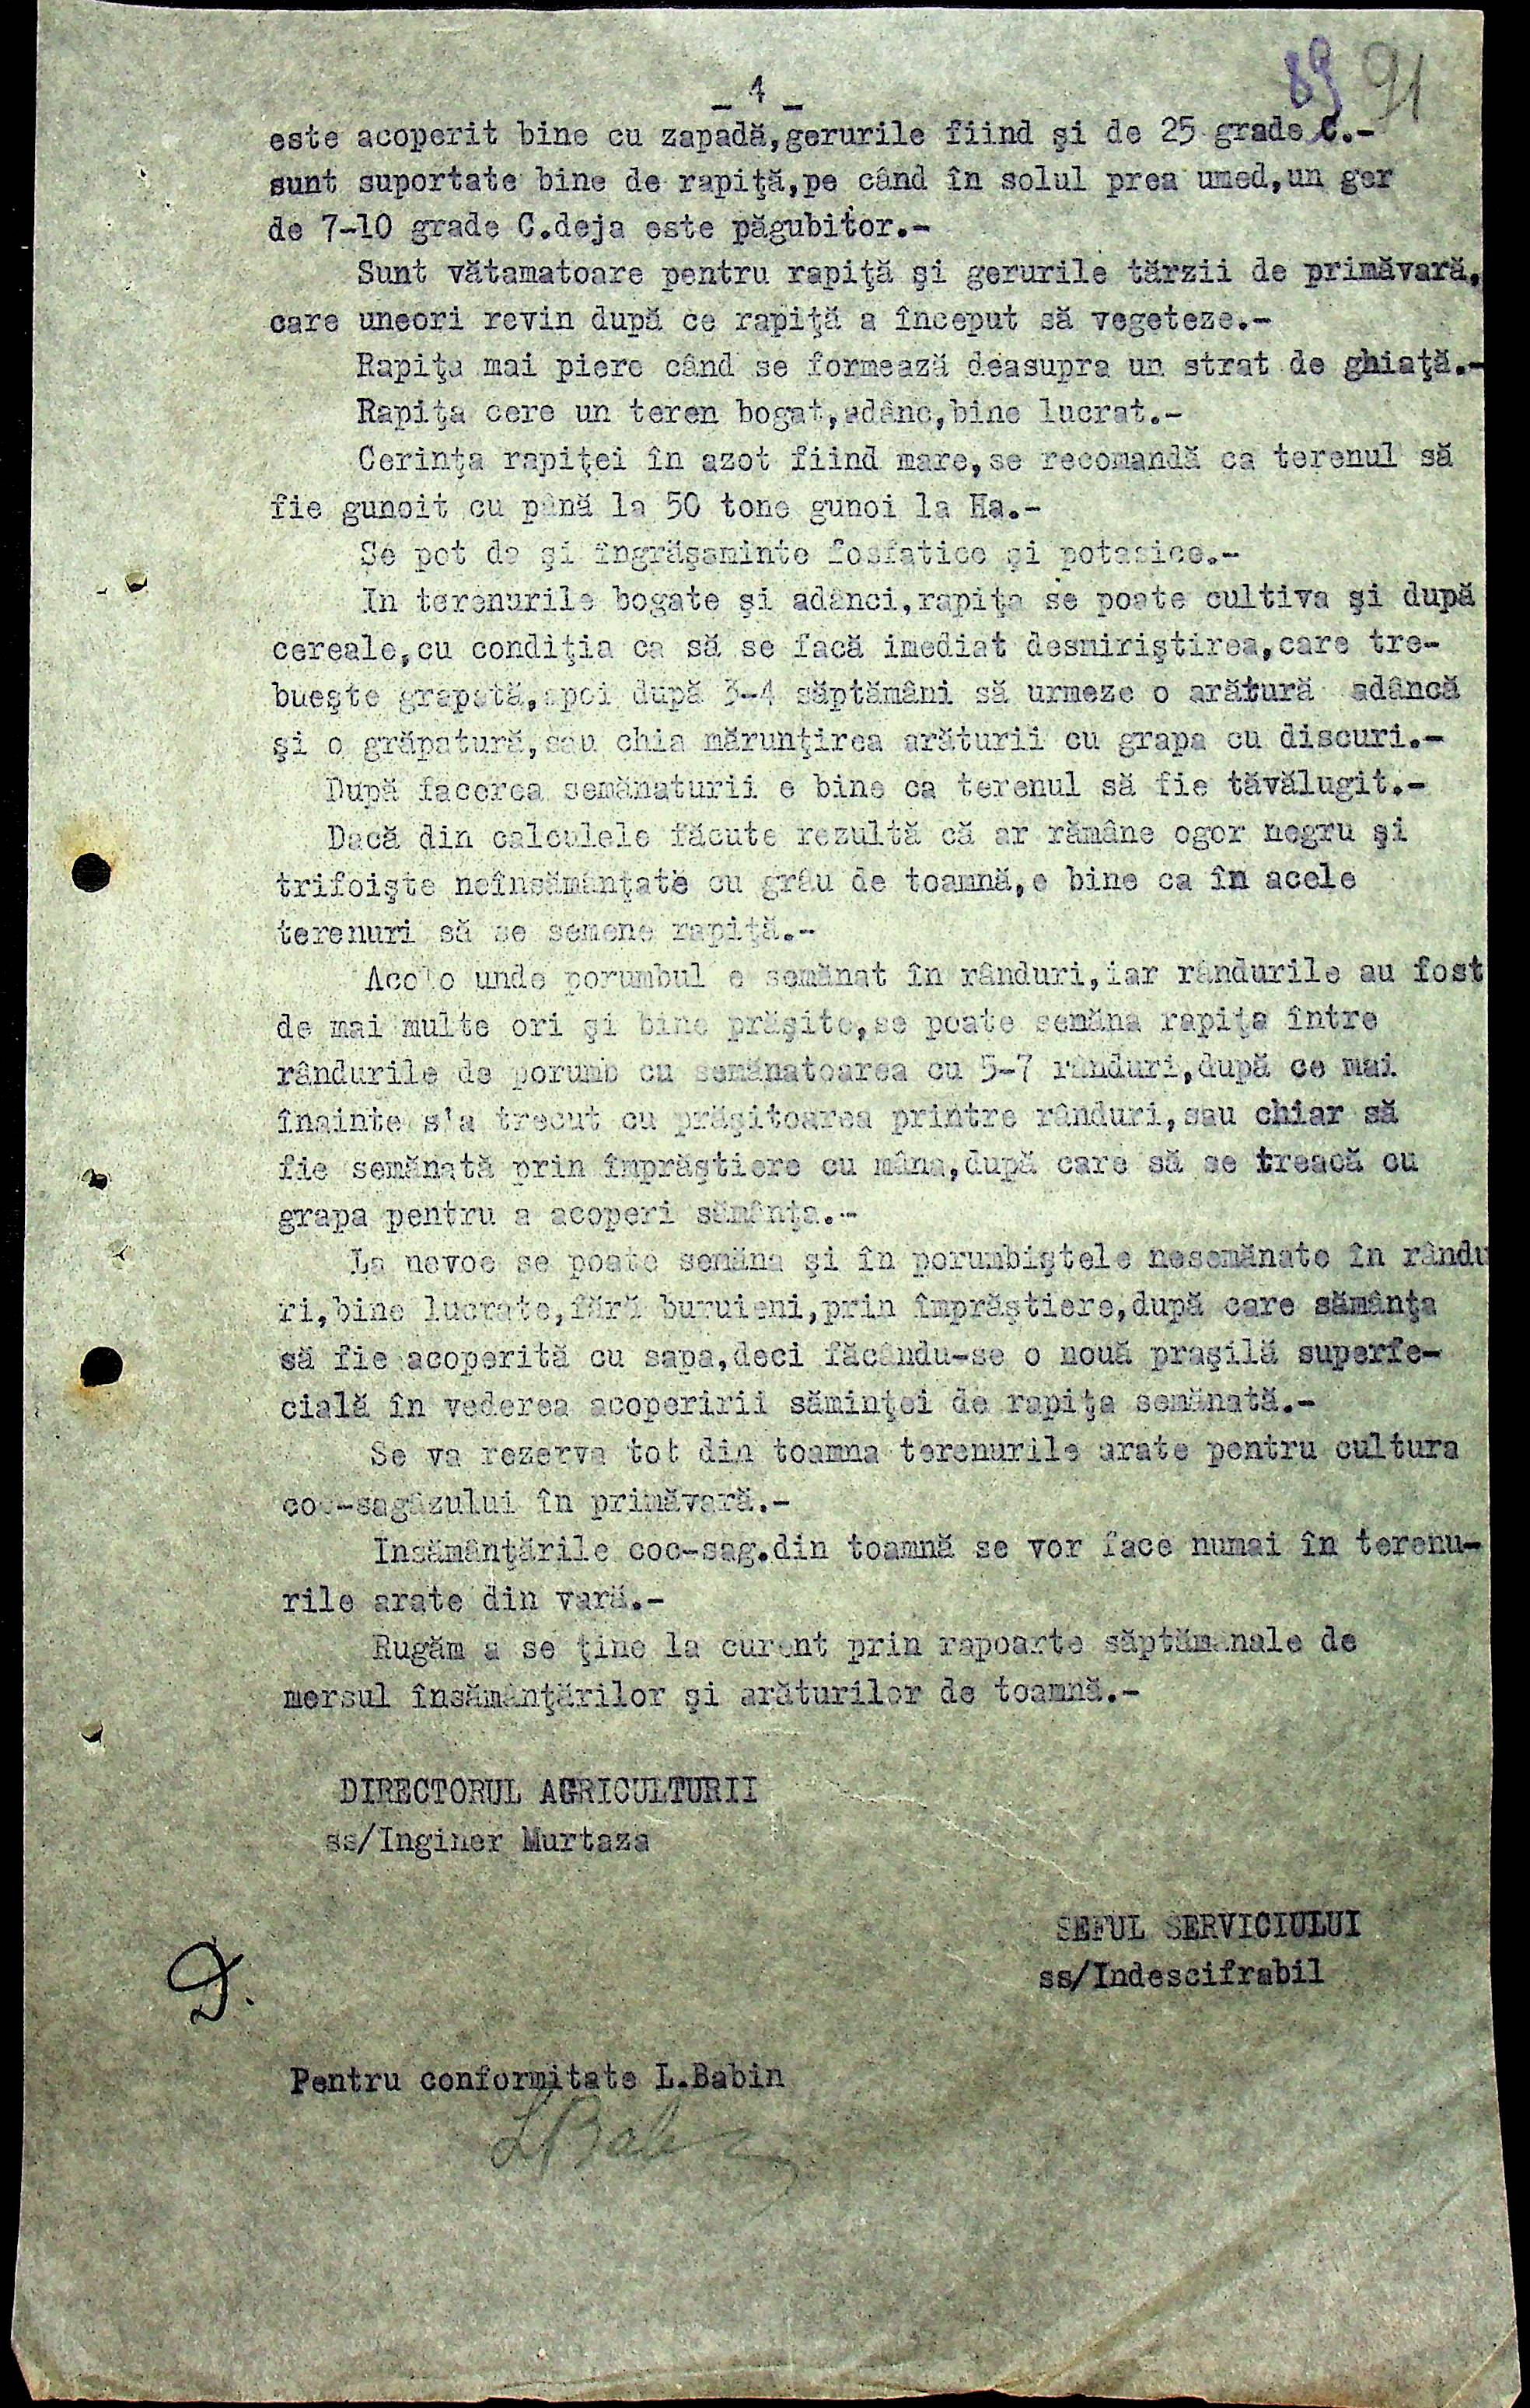 89 91
_ 4 _
este acoperit bine cu zapadă,gerurile fiind şi de 25 grade C.-
sunt suportate bine de rapiţă,pe când în solul prea umed,un ger
de 7-10 grade C.deja este păgubitor.-
Sunt vătamatoare pentru rapiţă şi gerurile tărzii de primăvară,
care uneori revin după ce rapiţă a început să vegeteze.-
Rapiţa mai piere când se formează deasupra un strat de ghiaţă.-
Rapiţa cere un teren bogat,adânc,bine lucrat.-
Cerinţa rapiţei în azot fiind mare,se recomandă ca terenul să
fie gunoit cu până la 50 tone gunoi la Ha.-
Se pot da şi îngrăşaminte fosfatice şi potasice.-
In terenurile bogate şi adânci,rapiţa se poate cultiva şi după
cereale,cu condiţia ca să se facă imediat desmiriştirea,care tre-
bueşte grapată,apoi după 3-4 săptămâni să urmeze o arătură adâncă
şi o grăpatură,sau chia mărunţirea arăturii cu grapa cu discuri.-
După facerea semănaturii e bine ca terenul să fie tăvălugit.-
Dacă din calculele făcute rezultă că ar rămâne ogor negru şi
trifoişte neînsămânţate cu grâu de toamnă,e bine ca în acele
terenuri să se semene rapiţă.-
Acolo unde porumbul e semănat în rânduri,iar rândurile au fost
de mai multe ori şi bine prăşite,se poate semăna rapiţa între
rândurile de porumb cu semănatoarea cu 5-7 rânduri,după ce mai
înainte s'a trecut cu prăşitoarea printre rânduri,sau chiar să
fie semănată prin împrăştiere cu mâna,după care să se treacă cu
grapa pentru a acoperi sămânţa.-
La nevoe se poate semăna şi în porumbiştele nesemănate în rându
ri,bine lucrate,fără buruieni,prin împrăştiere,după care sămânţa
să fie acoperită cu sapa,deci făcându-se o nouă praşilă superfe-
cială în vederea acoperirii săminţei de rapiţa semănată.-
Se va rezerva tot din toamna terenurile arate pentru cultura
coc-sagâzului în primăvară.-
Insămânţările coc-sag.din toamnă se vor face numai în terenu-
rile arate din vară.-
Rugăm a se ţine la curent prin rapoarte săptămânale de
mersul însămânţărilor şi arăturilor de toamnă.-
DIRECTORUL AGRICULTURII
ss/Inginer Murtaza
SEFUL SERVICIULUI
ss/Indescifrabil
D.
Pentru conformitate L.Babin
LBabin